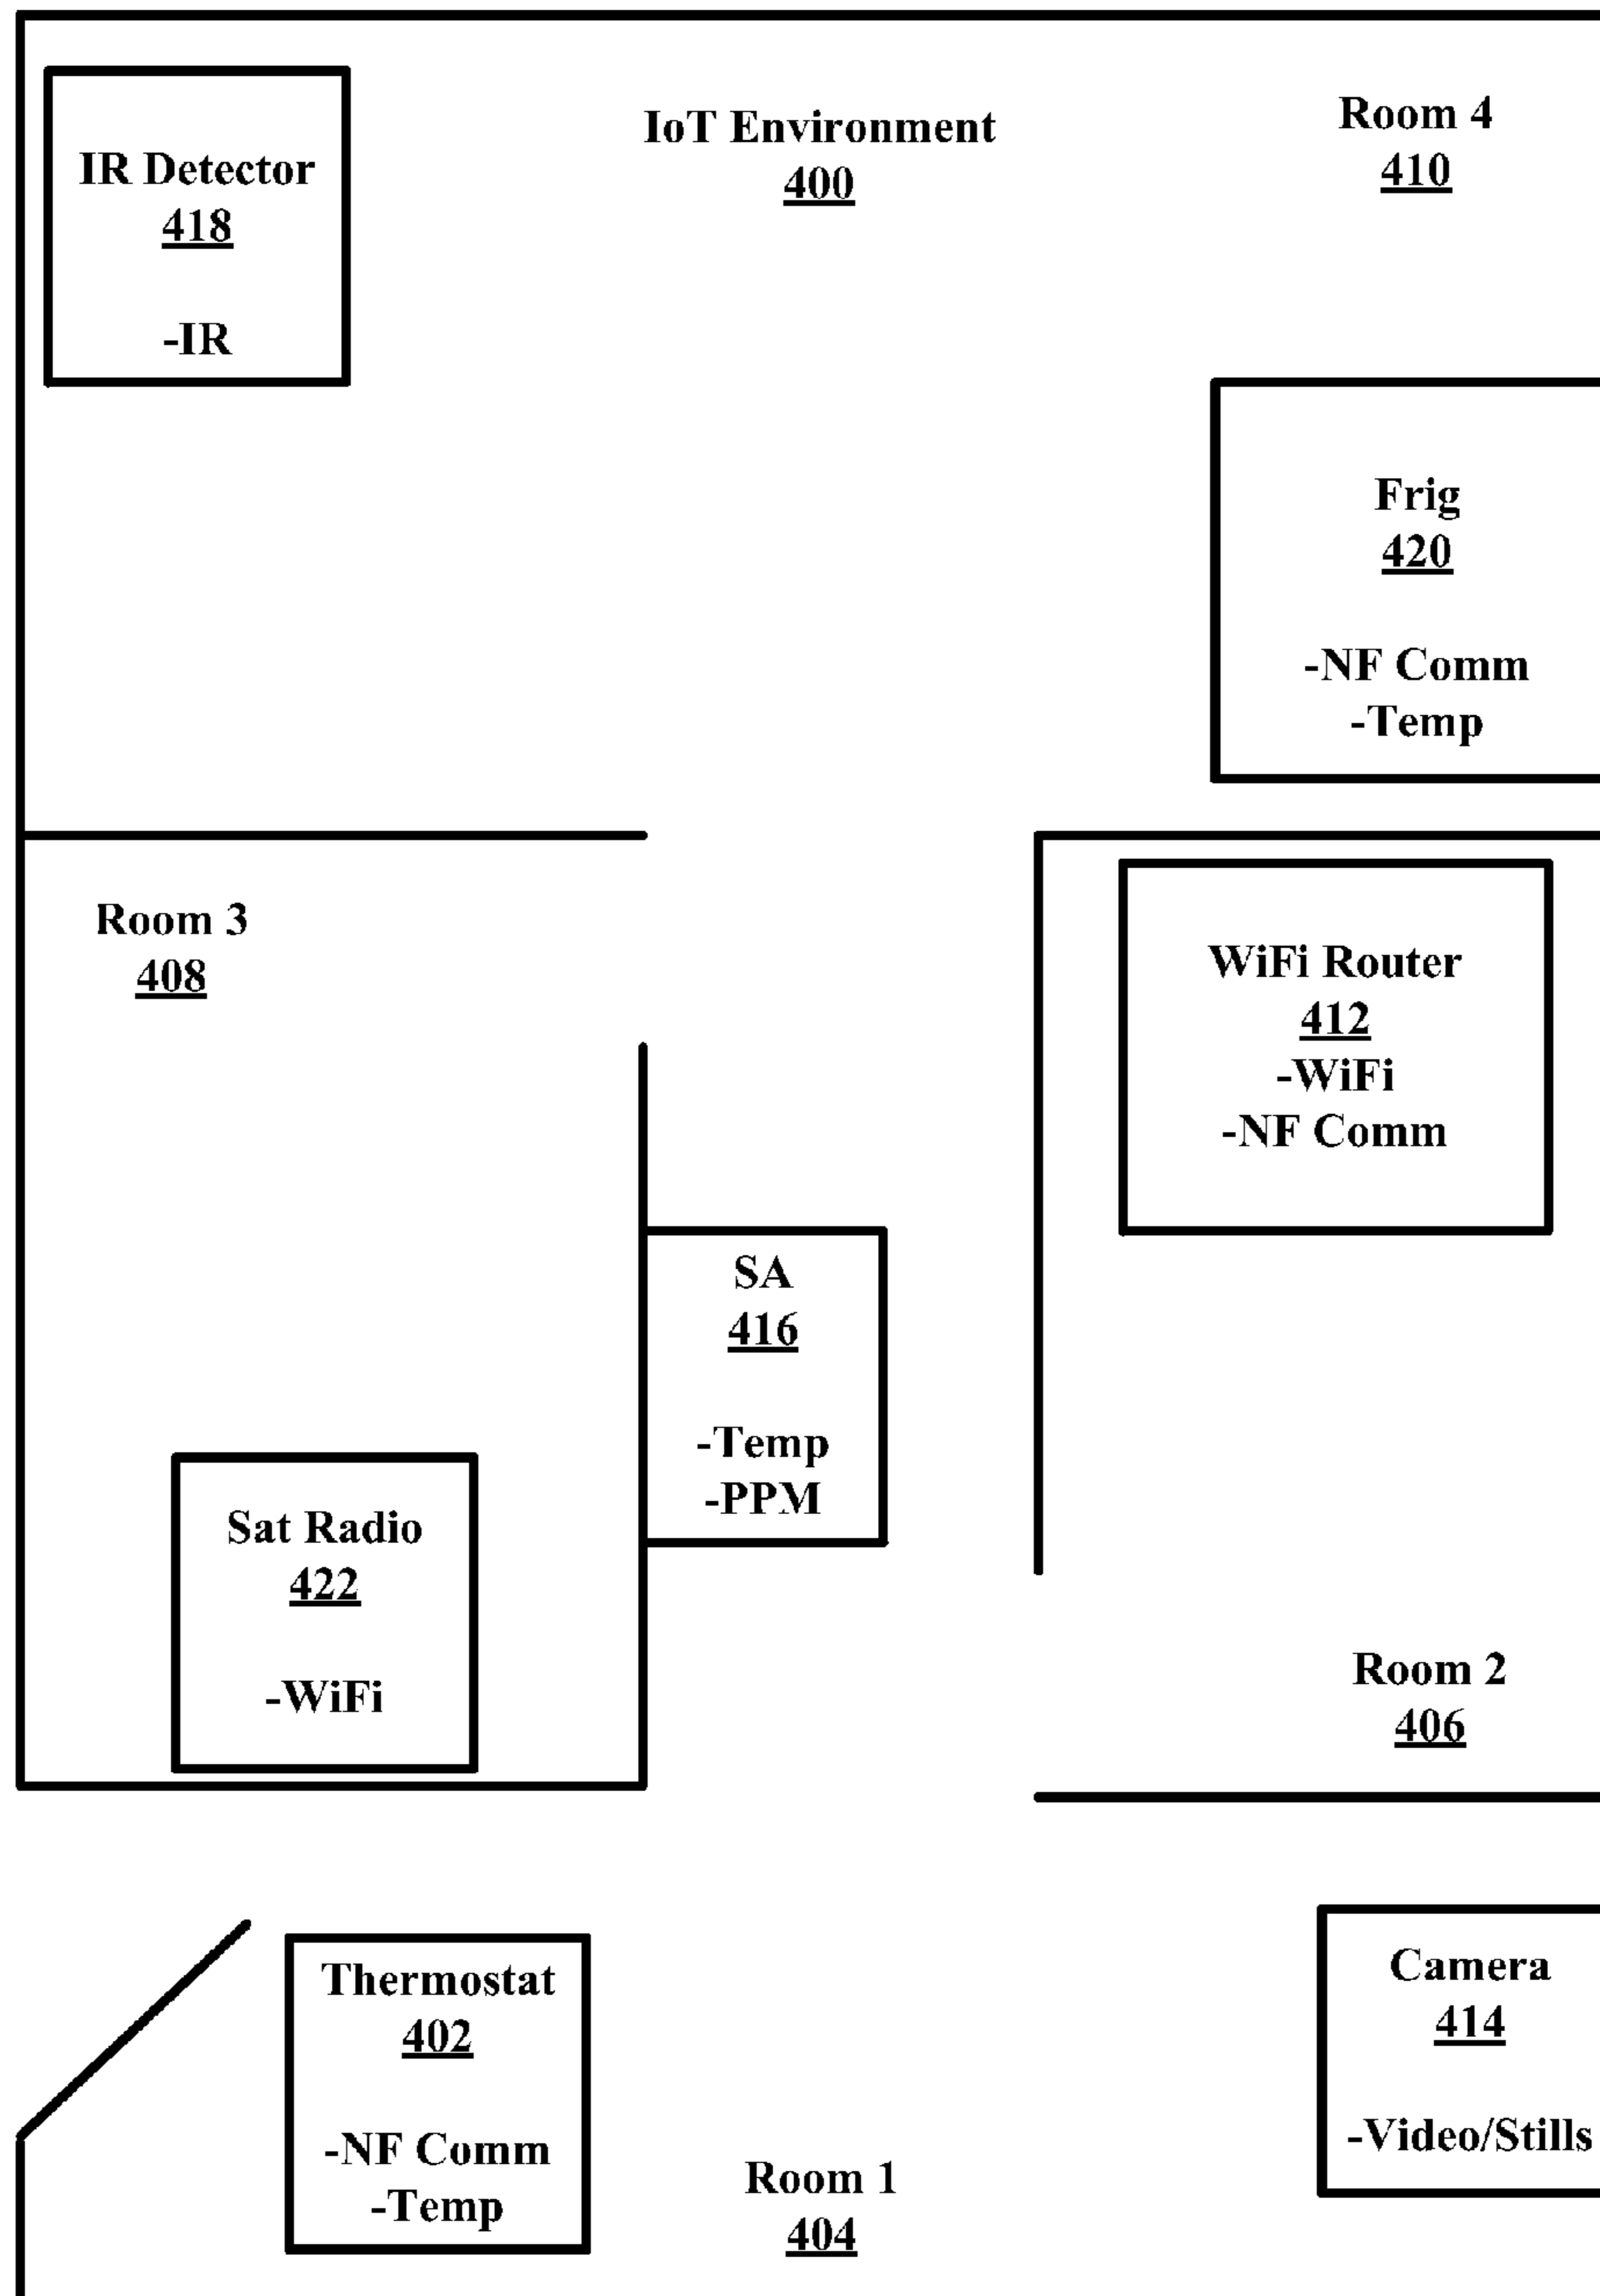 IR Detector
418
-IR
IoT Environment
400
Room 4
410
Frig
420
-NF Comm
-Temp
Room 3
408
WiFi Router
412
-WiFi
-NF Comm
SA
416
-Temp
-PPM
Sat Radio
422
-WiFi
Room 2
406
Thermostat
402
-NF Comm
-Temp
Room 1
404
Camera
414
-Video/Stills